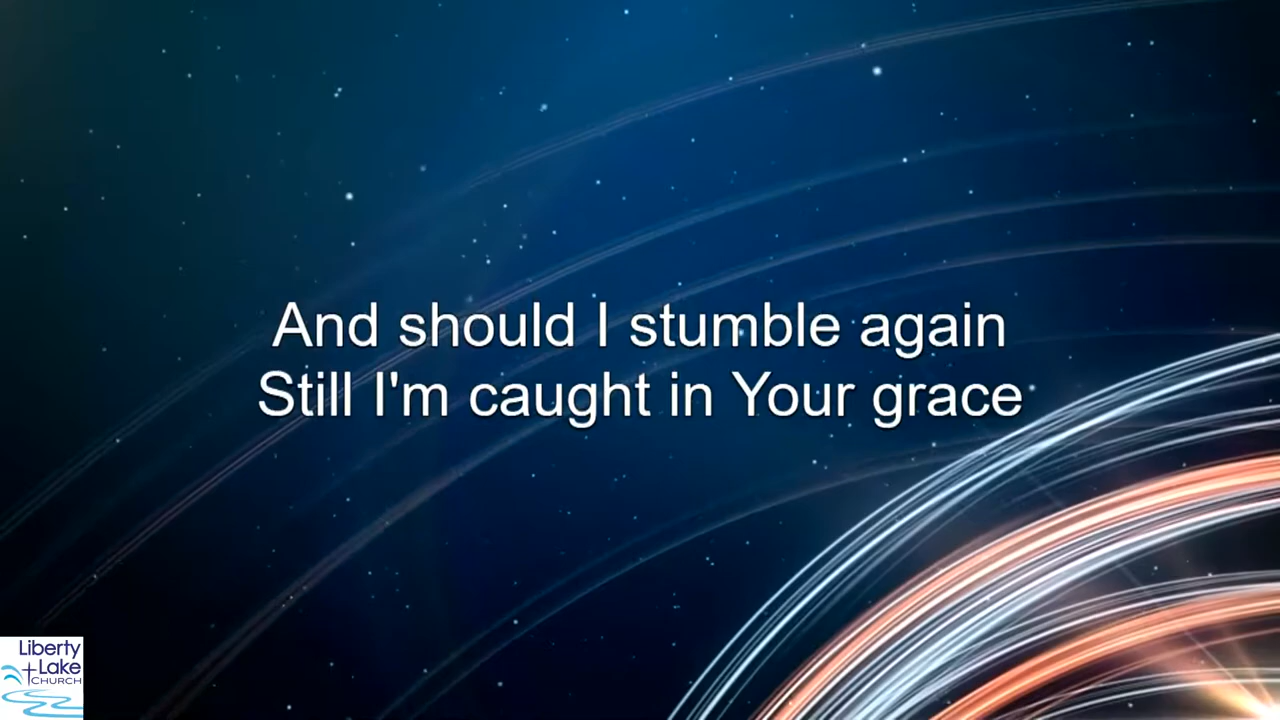 And should I stumble again
Still I'm caught in Your grace
Liberty
Lake
CHURCH